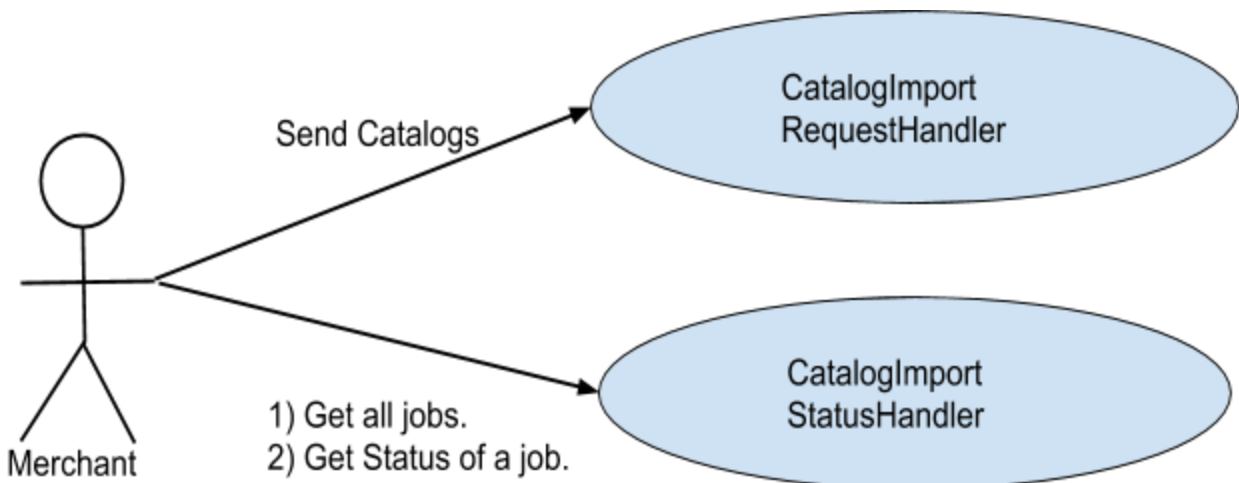 CatalogImport
RequestHandler
Send Catalogs
CatalogImport
StatusHandler
1) Get all jobs.
2) Get Status of a job.
Merchant